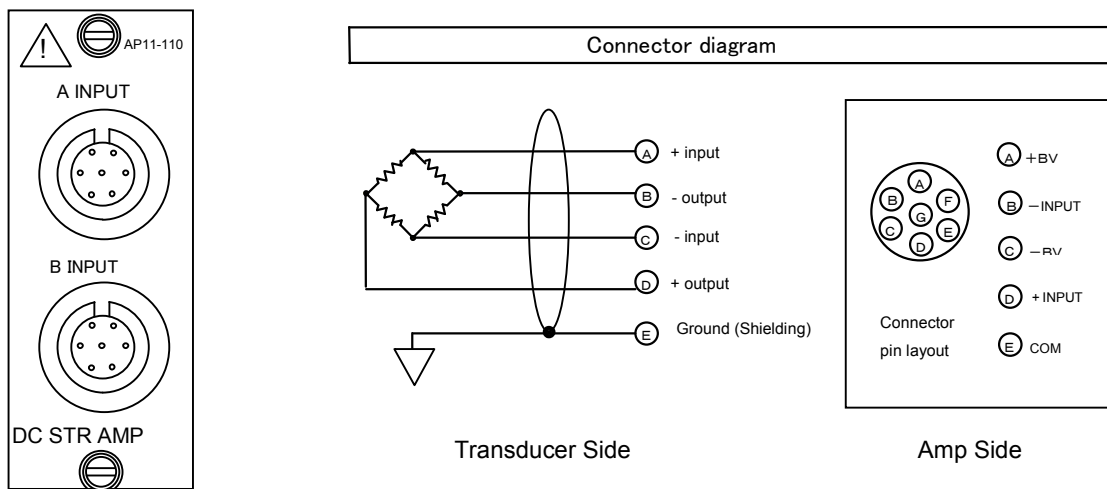 !
AP11-110
A INPUT
B INPUT
DC STR AMP
Connector diagram
A + input
B - output
C - input
D + output
E Ground (Shielding)
Transducer Side
A
B
F
G
C
E
D
Connector
pin layout
A +BV
B -INPUT
C -BV
D +INPUT
E COM
Amp Side